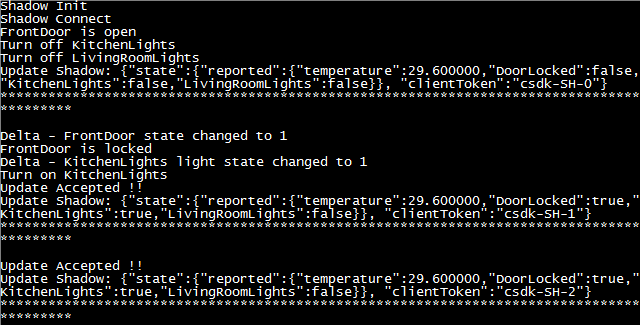 Shadow Init
Shadow Connect
FrontDoor is open
Turn off KitchenLights
Turn off LivingRoomLights
Update Shadow: {"state":{"reported":{"temperature":29.600000,"DoorLocked":false,
"KitchenLights":false,"LivingRoomLights":false}}, "clientToken":"csdk-SH-0"}
********************************************************************************
*********

Delta - FrontDoor state changed to 1
FrontDoor is locked
Delta - KitchenLights light state changed to 1
Turn on KitchenLights
Update Accepted !!
Update Shadow: {"state":{"reported":{"temperature":29.600000,"DoorLocked":true,"
KitchenLights":true,"LivingRoomLights":false}}, "clientToken":"csdk-SH-1"}
********************************************************************************
*********

Update Accepted !!
Update Shadow: {"state":{"reported":{"temperature":29.600000,"DoorLocked":true,"
KitchenLights":true,"LivingRoomLights":false}}, "clientToken":"csdk-SH-2"}
********************************************************************************
*********